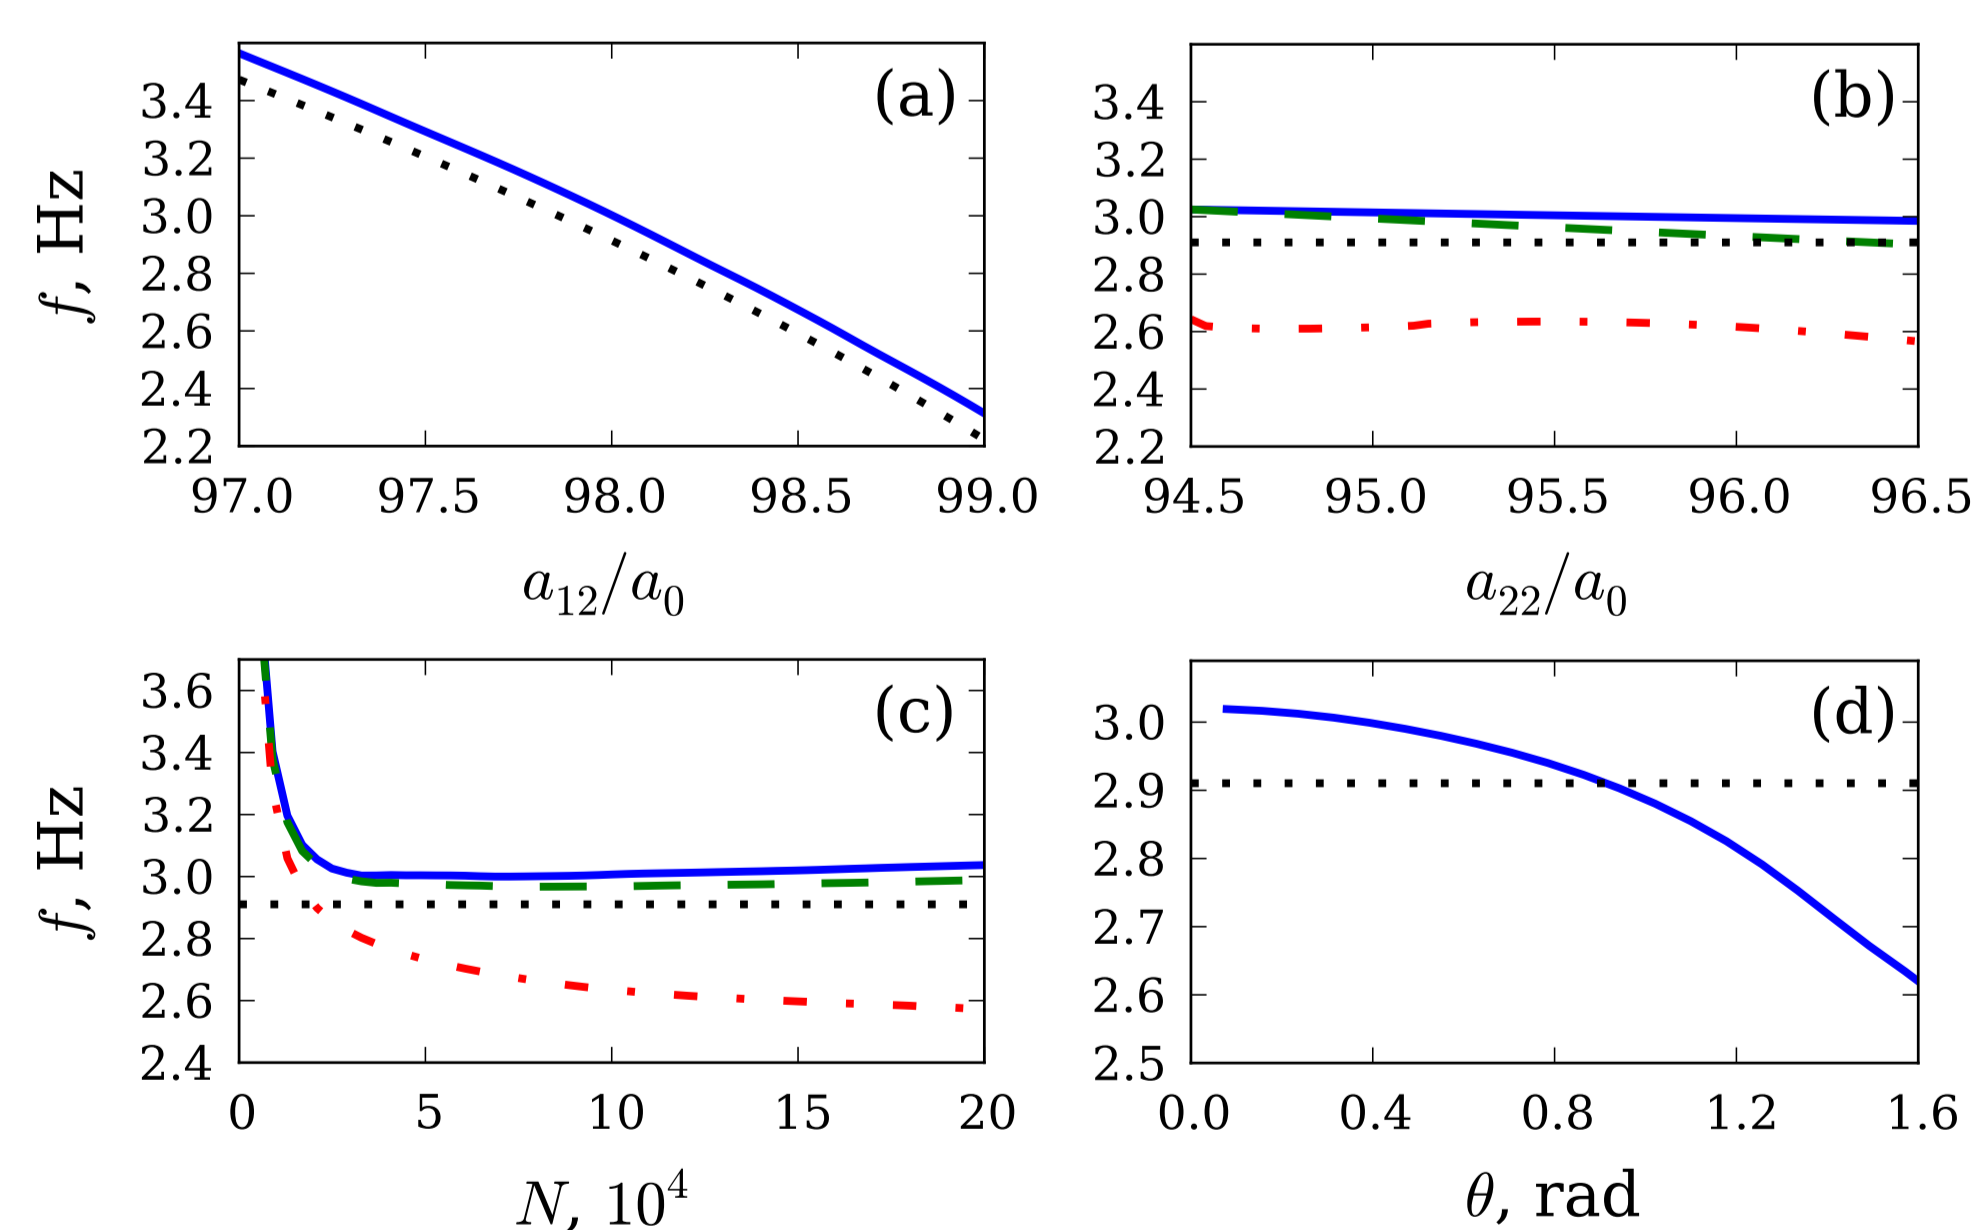 (a)
f, Hz
3.4
3.2
3.0
2.8
2.6
2.4
2.2
97.0 97.5 98.0 98.5 99.0
a₁₂/a₀
(b)
3.4
3.2
3.0
2.8
2.6
2.4
2.2
94.5 95.0 95.5 96.0 96.5
a₂₂/a₀
(c)
f, Hz
3.6
3.4
3.2
3.0
2.8
2.6
2.4
0 5 10 15 20
N, 10⁴
(d)
3.0
2.9
2.8
2.7
2.6
2.5
0.0 0.4 0.8 1.2 1.6
θ, rad